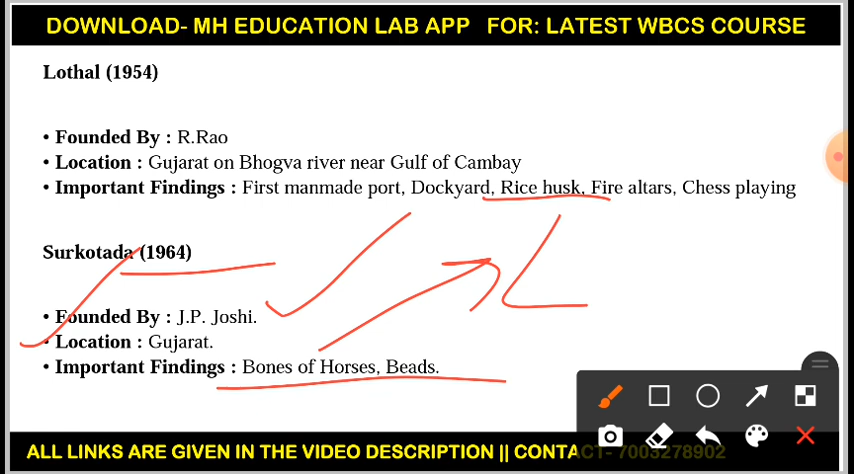 DOWNLOAD- MH EDUCATION LAB APP FOR: LATEST WBCS COURSE
Lothal (1954)
• Founded By : R.Rao
• Location : Gujarat on Bhogva river near Gulf of Cambay
• Important Findings : First manmade port, Dockyard, Rice husk, Fire altars, Chess playing
Surkotada (1964)
• Founded By : J.P. Joshi.
• Location : Gujarat.
• Important Findings : Bones of Horses, Beads.
ALL LINKS ARE GIVEN IN THE VIDEO DESCRIPTION || CONTACT- 7003278902